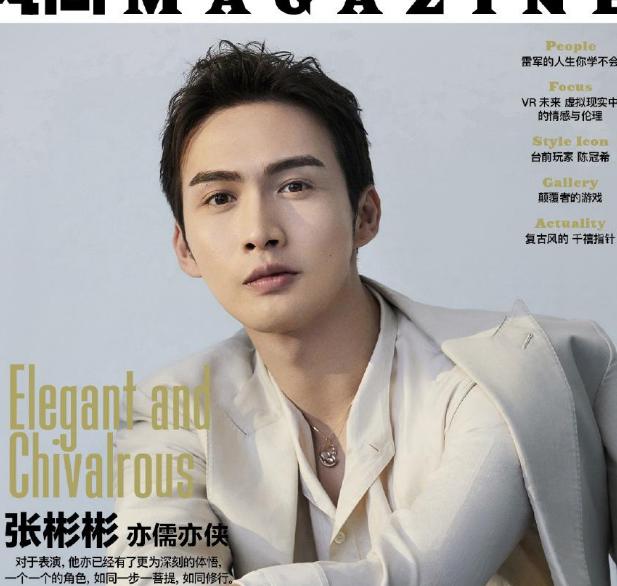 MAGAZINE
People
雷军的人生你学不会
Focus
VR 未来 虚拟现实中
的情感与伦理
Style Icon
台前玩家 陈冠希
Gallery
颠覆者的游戏
Actuality
复古风的 千禧指针
Elegant and
Chivalrous
张彬彬 亦儒亦侠
对于表演, 他亦已经有了更为深刻的体悟,
一个一个的角色, 如同一步一菩提, 如同修行。